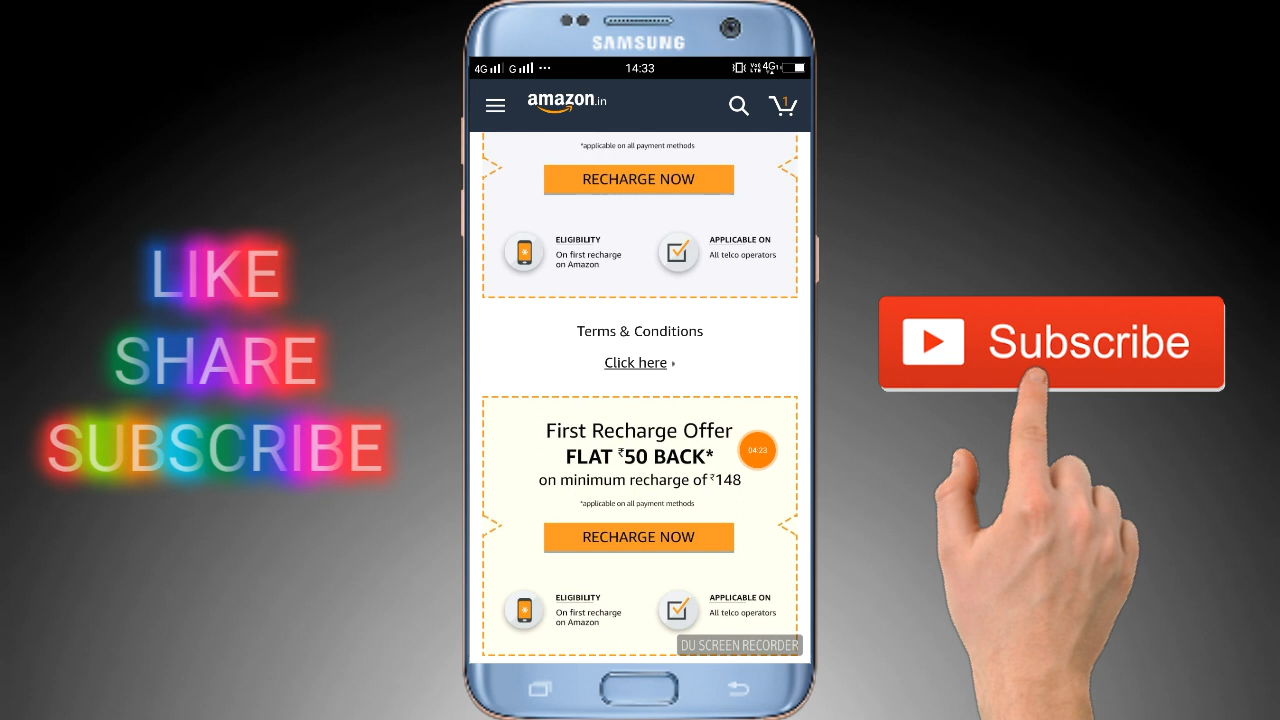 SAMSUNG
4G G ••• 14:33 4G
amazon.in
1
*applicable on all payment methods
RECHARGE NOW
ELIGIBILITY
On first recharge
on Amazon
APPLICABLE ON
All telco operators
Terms & Conditions
Click here
First Recharge Offer
FLAT ₹50 BACK*
04:23
on minimum recharge of ₹148
*applicable on all payment methods
RECHARGE NOW
ELIGIBILITY
On first recharge
on Amazon
APPLICABLE ON
All telco operators
DU SCREEN RECORDER
LIKE
SHARE
SUBSCRIBE
Subscribe